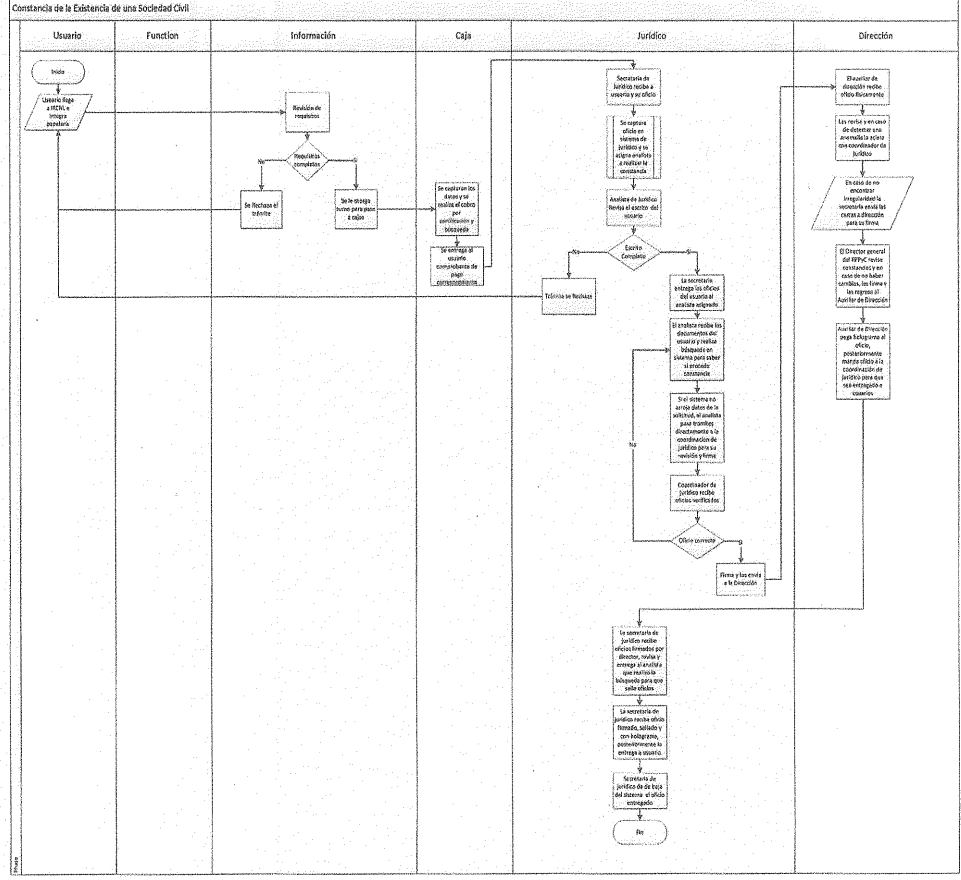 Constancia de la Existencia de una Sociedad Civil
Usuario
Function
Información
Caja
Jurídico
Dirección
Inicio
Usuario llega
a IRCNL e
integra
papelería
Revisión de
requisitos
Requisitos
completos
No
Si
Se Rechaza el
trámite
Se le otorga
turno para pasar
a cajas
Se capturan los
datos y se
realiza el cobro
por
certificación y
búsqueda
Se entrega al
usuario
comprobante de
pago
correspondiente
Secretaria de
Jurídico recibe a
usuario y su oficio
Se captura
oficio en
sistema de
jurídico y se
asigna analista
a realizar la
constancia
Analista de Jurídico
Revisa el escrito del
usuario
Escrito
Completo
No
Si
Trámite se Rechaza
La secretaria
entrega los oficios
del usuario al
analista asignado
El analista recibe los
documentos del
usuario y realiza
búsqueda en
sistema para saber
si procede
constancia
Si el sistema no
arroja datos de la
solicitud, el analista
pasa tramites
directamente a la
coordinación de
jurídico para su
revisión y firma
Coordinador de
jurídico recibe
oficios verificados
Oficio correcto
No
Si
Firma y los envía
a la Dirección
El auxiliar de
dirección recibe
oficio físicamente
Las revisa y en caso
de detectar una
anomalía la aclara
con coordinador de
Jurídico
En caso de no
encontrar
irregularidad la
secretaria envía las
cartas a dirección
para su firma
El Director general
del RPPyC revisa
constancias y en
caso de no haber
cambios, las firma y
las regresa al
Auxiliar de Dirección
Auxiliar de Dirección
pega holograma al
oficio,
posteriormente
manda oficio a la
coordinación de
jurídico para que
sea entregado a
usuarios
La secretaria de
jurídico recibe
oficios firmados por
director, revisa y
entrega al analista
que realizo la
búsqueda para que
selle oficios
La secretaria de
jurídico recibe oficio
firmado, sellado y
con holograma,
posteriormente lo
entrega a usuario.
Secretaria de
jurídico da de baja
del sistema el oficio
entregado
Fin
Phase